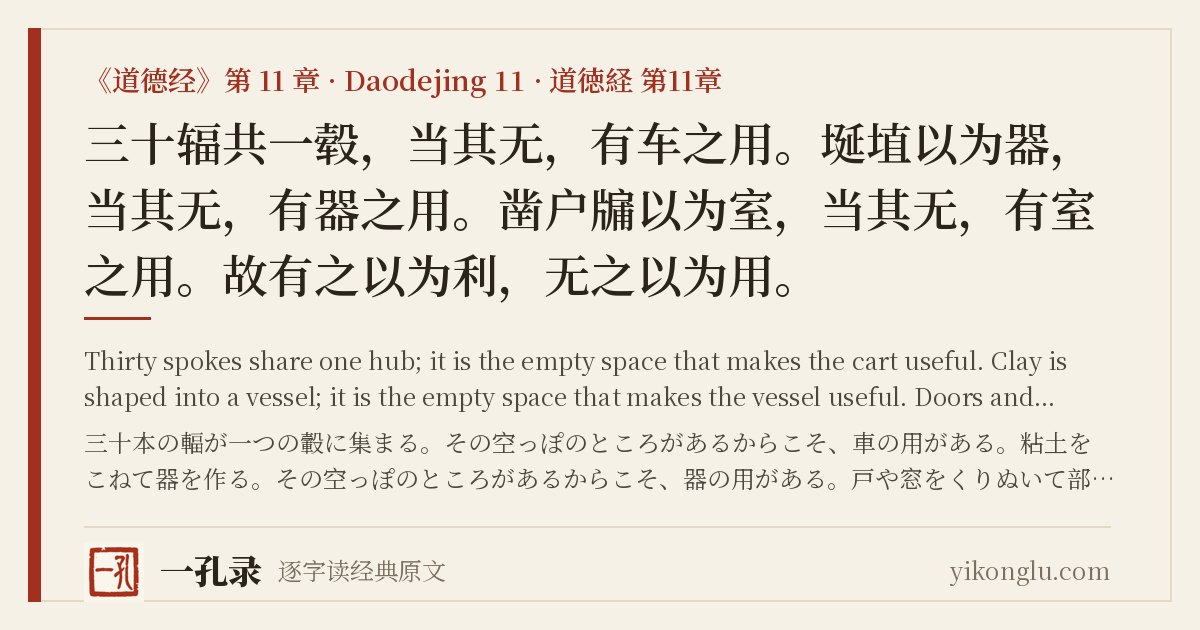 《道德经》第 11 章 · Daodejing 11 · 道徳経 第11章
三十辐共一毂，当其无，有车之用。埏埴以为器，
当其无，有器之用。凿户牖以为室，当其无，有室
之用。故有之以为利，无之以为用。
Thirty spokes share one hub; it is the empty space that makes the cart useful. Clay is
shaped into a vessel; it is the empty space that makes the vessel useful. Doors and…
三十本の輻が一つの轂に集まる。その空っぽのところがあるからこそ、車の用がある。粘土を
こねて器を作る。その空っぽのところがあるからこそ、器の用がある。戸や窓をくりぬいて部…
一孔
一孔录 逐字读经典原文
yikonglu.com